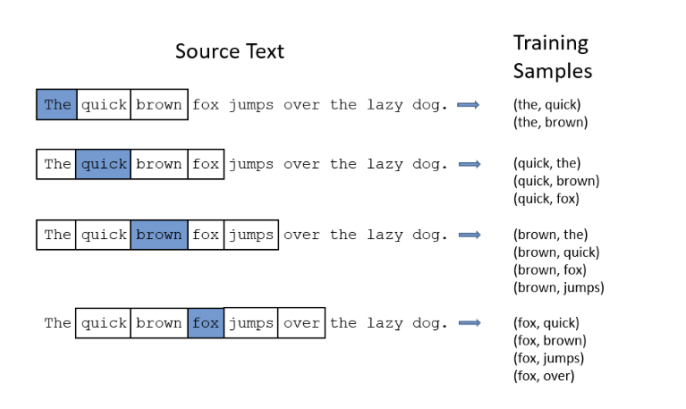 Source Text
Training
Samples
The quick brown fox jumps over the lazy dog.
(the, quick)
(the, brown)
The quick brown fox jumps over the lazy dog.
(quick, the)
(quick, brown)
(quick, fox)
The quick brown fox jumps over the lazy dog.
(brown, the)
(brown, quick)
(brown, fox)
(brown, jumps)
The quick brown fox jumps over the lazy dog.
(fox, quick)
(fox, brown)
(fox, jumps)
(fox, over)